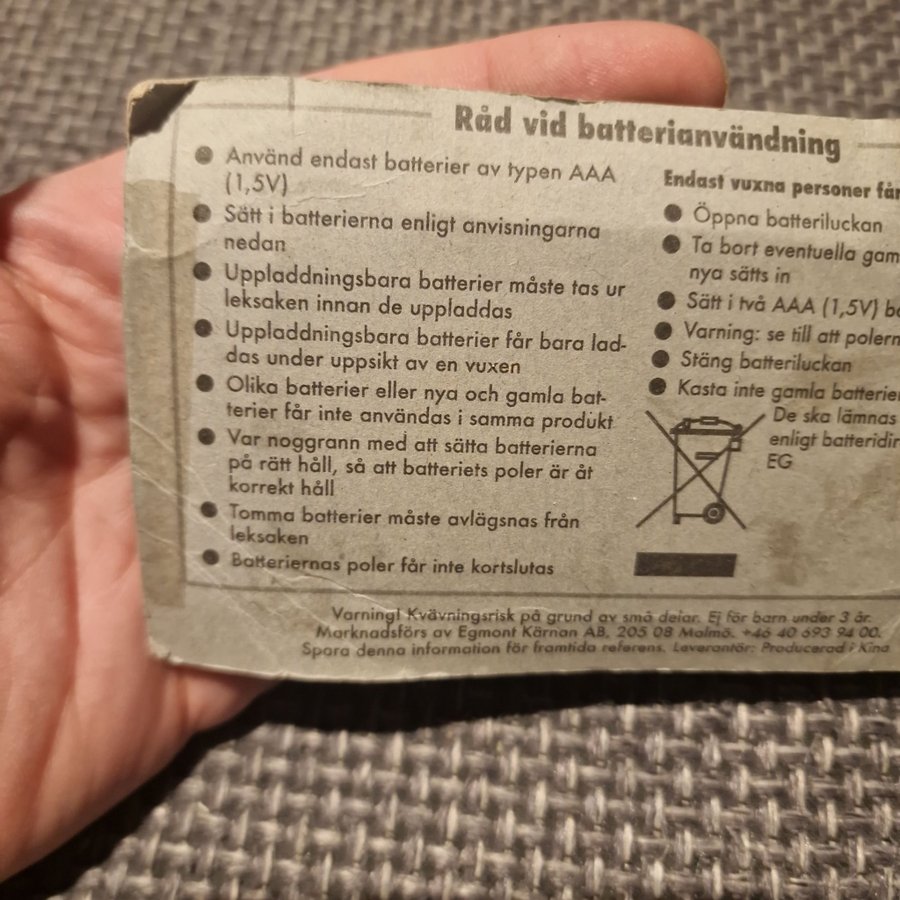 Råd vid batterianvändning
● Använd endast batterier av typen AAA
(1,5V)
● Sätt i batterierna enligt anvisningarna
nedan
● Uppladdningsbara batterier måste tas ur
leksaken innan de uppladdas
● Uppladdningsbara batterier får bara lad-
das under uppsikt av en vuxen
● Olika batterier eller nya och gamla bat-
terier får inte användas i samma produkt
● Var noggrann med att sätta batterierna
på rätt håll, så att batteriets poler är åt
korrekt håll
● Tomma batterier måste avlägsnas från
leksaken
● Batteriernas poler får inte kortslutas
Endast vuxna personer får
● Öppna batteriluckan
● Ta bort eventuella gam
nya sätts in
● Sätt i två AAA (1,5V) ba
● Varning: se till att polern
● Stäng batteriluckan
● Kasta inte gamla batterier
De ska lämnas
enligt batteridir
EG
Varning! Kvävningsrisk på grund av små delar. Ej för barn under 3 år.
Marknadsförs av Egmont Kärnan AB, 205 08 Malmö. +46 40 693 94 00.
Spara denna information för framtida referens. Leverantör: Producerad i Kina